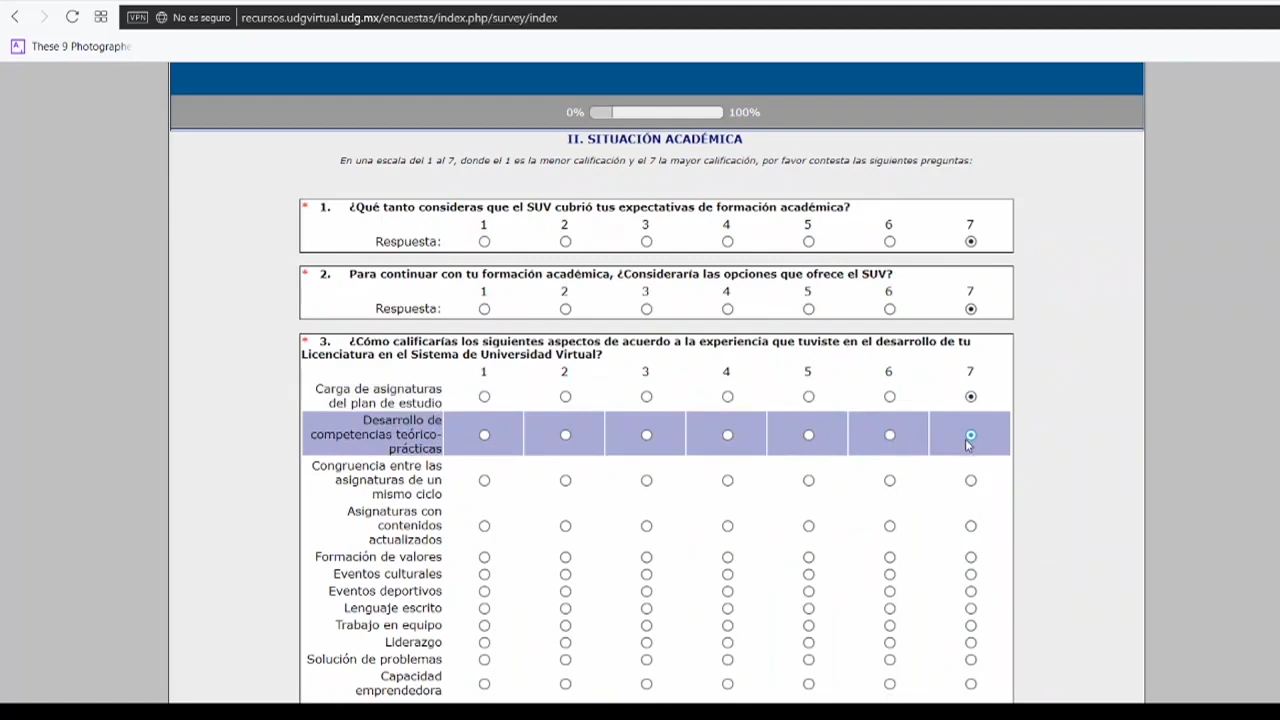 VPN No es seguro recursos.udgvirtual.udg.mx/encuestas/index.php/survey/index
These 9 Photographe
0% 100%
II. SITUACIÓN ACADÉMICA
En una escala del 1 al 7, donde el 1 es la menor calificación y el 7 la mayor calificación, por favor contesta las siguientes preguntas:
* 1. ¿Qué tanto consideras que el SUV cubrió tus expectativas de formación académica?
1 2 3 4 5 6 7
Respuesta:
* 2. Para continuar con tu formación académica, ¿Consideraría las opciones que ofrece el SUV?
1 2 3 4 5 6 7
Respuesta:
* 3. ¿Cómo calificarías los siguientes aspectos de acuerdo a la experiencia que tuviste en el desarrollo de tu
Licenciatura en el Sistema de Universidad Virtual?
1 2 3 4 5 6 7
Carga de asignaturas
del plan de estudio
Desarrollo de
competencias teórico-
prácticas
Congruencia entre las
asignaturas de un
mismo ciclo
Asignaturas con
contenidos
actualizados
Formación de valores
Eventos culturales
Eventos deportivos
Lenguaje escrito
Trabajo en equipo
Liderazgo
Solución de problemas
Capacidad
emprendedora